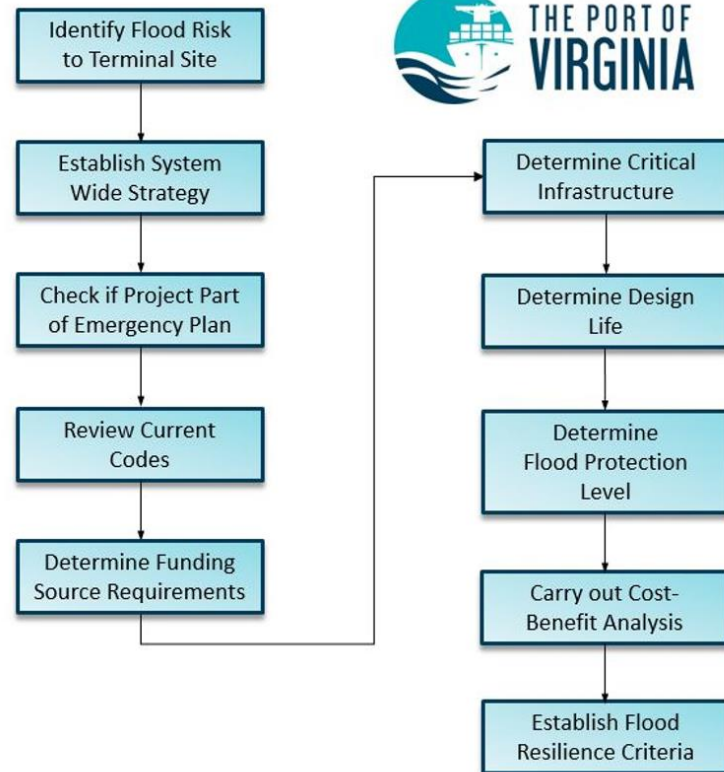 Identify Flood Risk
to Terminal Site
Establish System
Wide Strategy
Check if Project Part
of Emergency Plan
Review Current
Codes
Determine Funding
Source Requirements
THE PORT OF
VIRGINIA
Determine Critical
Infrastructure
Determine Design
Life
Determine
Flood Protection
Level
Carry out Cost-
Benefit Analysis
Establish Flood
Resilience Criteria